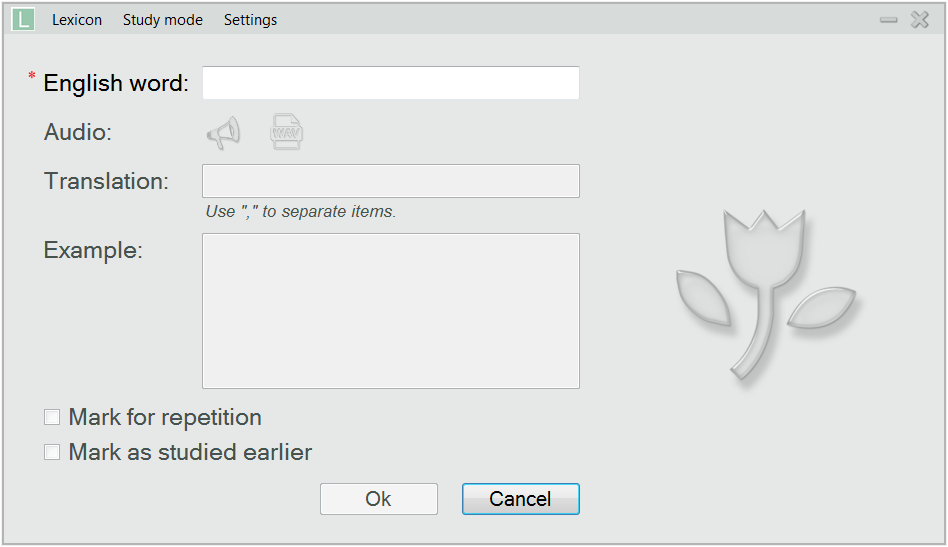 L Lexicon Study mode Settings
* English word:
Audio: WAV
Translation:
Use "," to separate items.
Example:
Mark for repetition
Mark as studied earlier
Ok Cancel